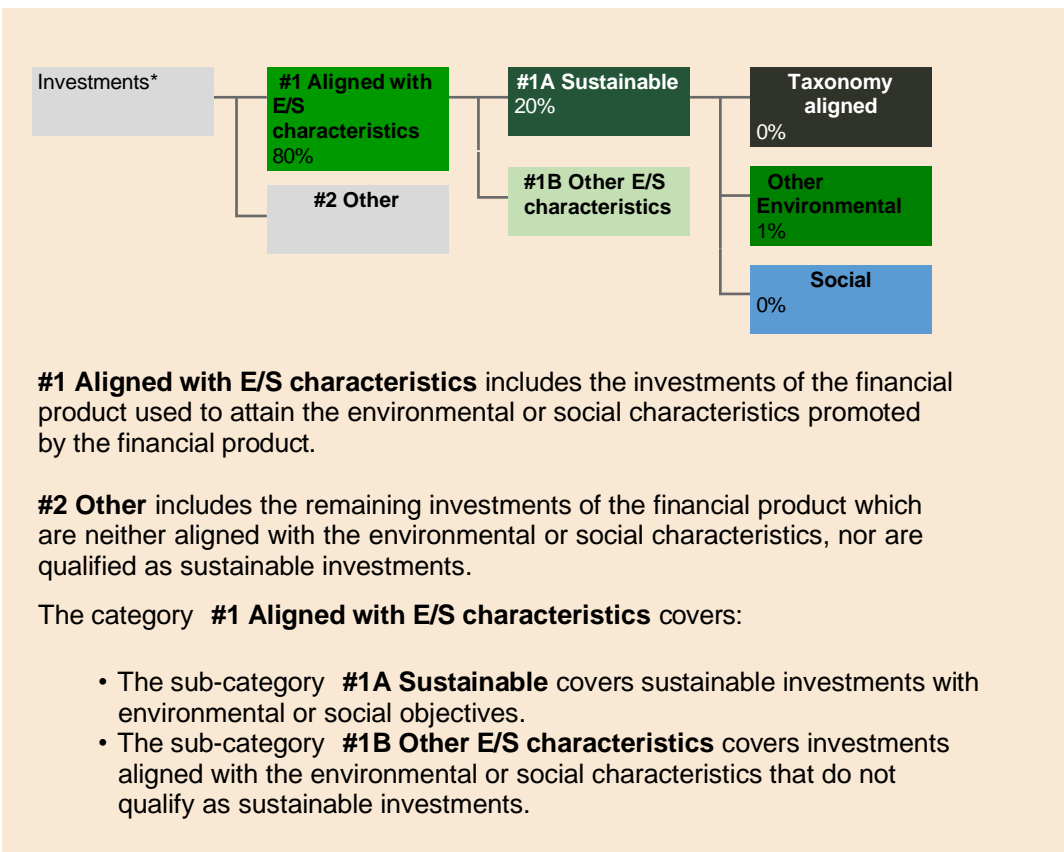 Investments*
#1 Aligned with
E/S
characteristics
80%
#2 Other
#1A Sustainable
20%
#1B Other E/S
characteristics
Taxonomy
aligned
0%
Other
Environmental
1%
Social
0%
#1 Aligned with E/S characteristics includes the investments of the financial
product used to attain the environmental or social characteristics promoted
by the financial product.
#2 Other includes the remaining investments of the financial product which
are neither aligned with the environmental or social characteristics, nor are
qualified as sustainable investments.
The category #1 Aligned with E/S characteristics covers:
• The sub-category #1A Sustainable covers sustainable investments with
environmental or social objectives.
• The sub-category #1B Other E/S characteristics covers investments
aligned with the environmental or social characteristics that do not
qualify as sustainable investments.